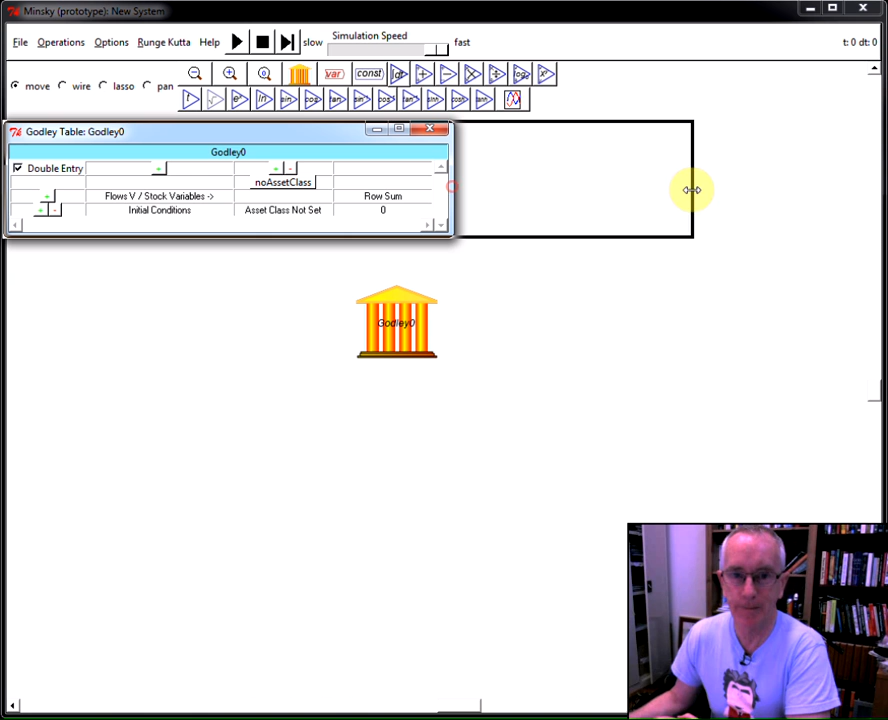 Minsky (prototype): New System
File Operations Options Runge Kutta Help slow Simulation Speed fast t: 0 dt: 0
move wire lasso pan
var const
Godley Table: Godley0
Godley0
Double Entry + + -
noAssetClass
+ Flows V / Stock Variables -> Row Sum
+ - Initial Conditions Asset Class Not Set 0
Godley0